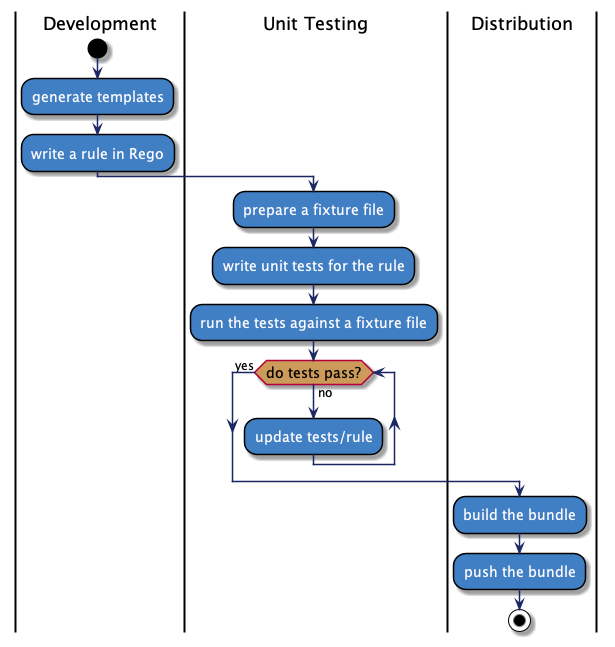 Development
Unit Testing
Distribution
generate templates
write a rule in Rego
prepare a fixture file
write unit tests for the rule
run the tests against a fixture file
yes
do tests pass?
no
update tests/rule
build the bundle
push the bundle